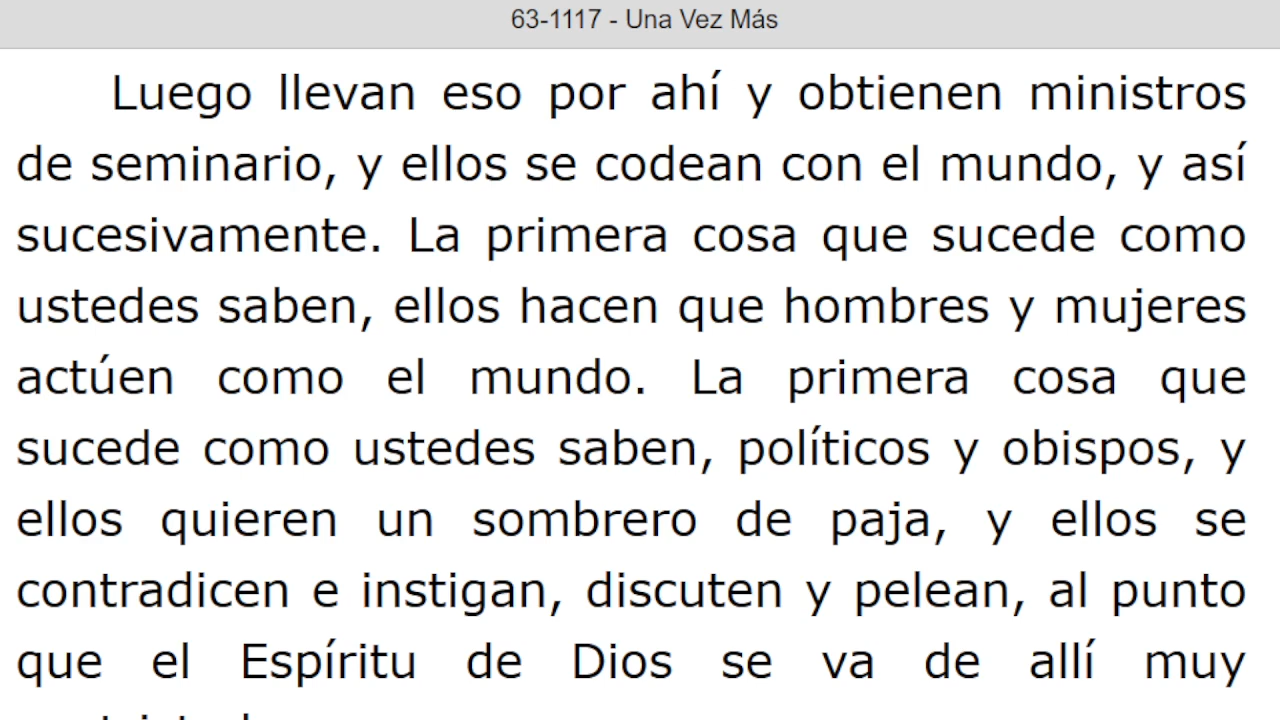 63-1117 - Una Vez Más
Luego llevan eso por ahí y obtienen ministros
de seminario, y ellos se codean con el mundo, y así
sucesivamente. La primera cosa que sucede como
ustedes saben, ellos hacen que hombres y mujeres
actúen como el mundo. La primera cosa que
sucede como ustedes saben, políticos y obispos, y
ellos quieren un sombrero de paja, y ellos se
contradicen e instigan, discuten y pelean, al punto
que el Espíritu de Dios se va de allí muy